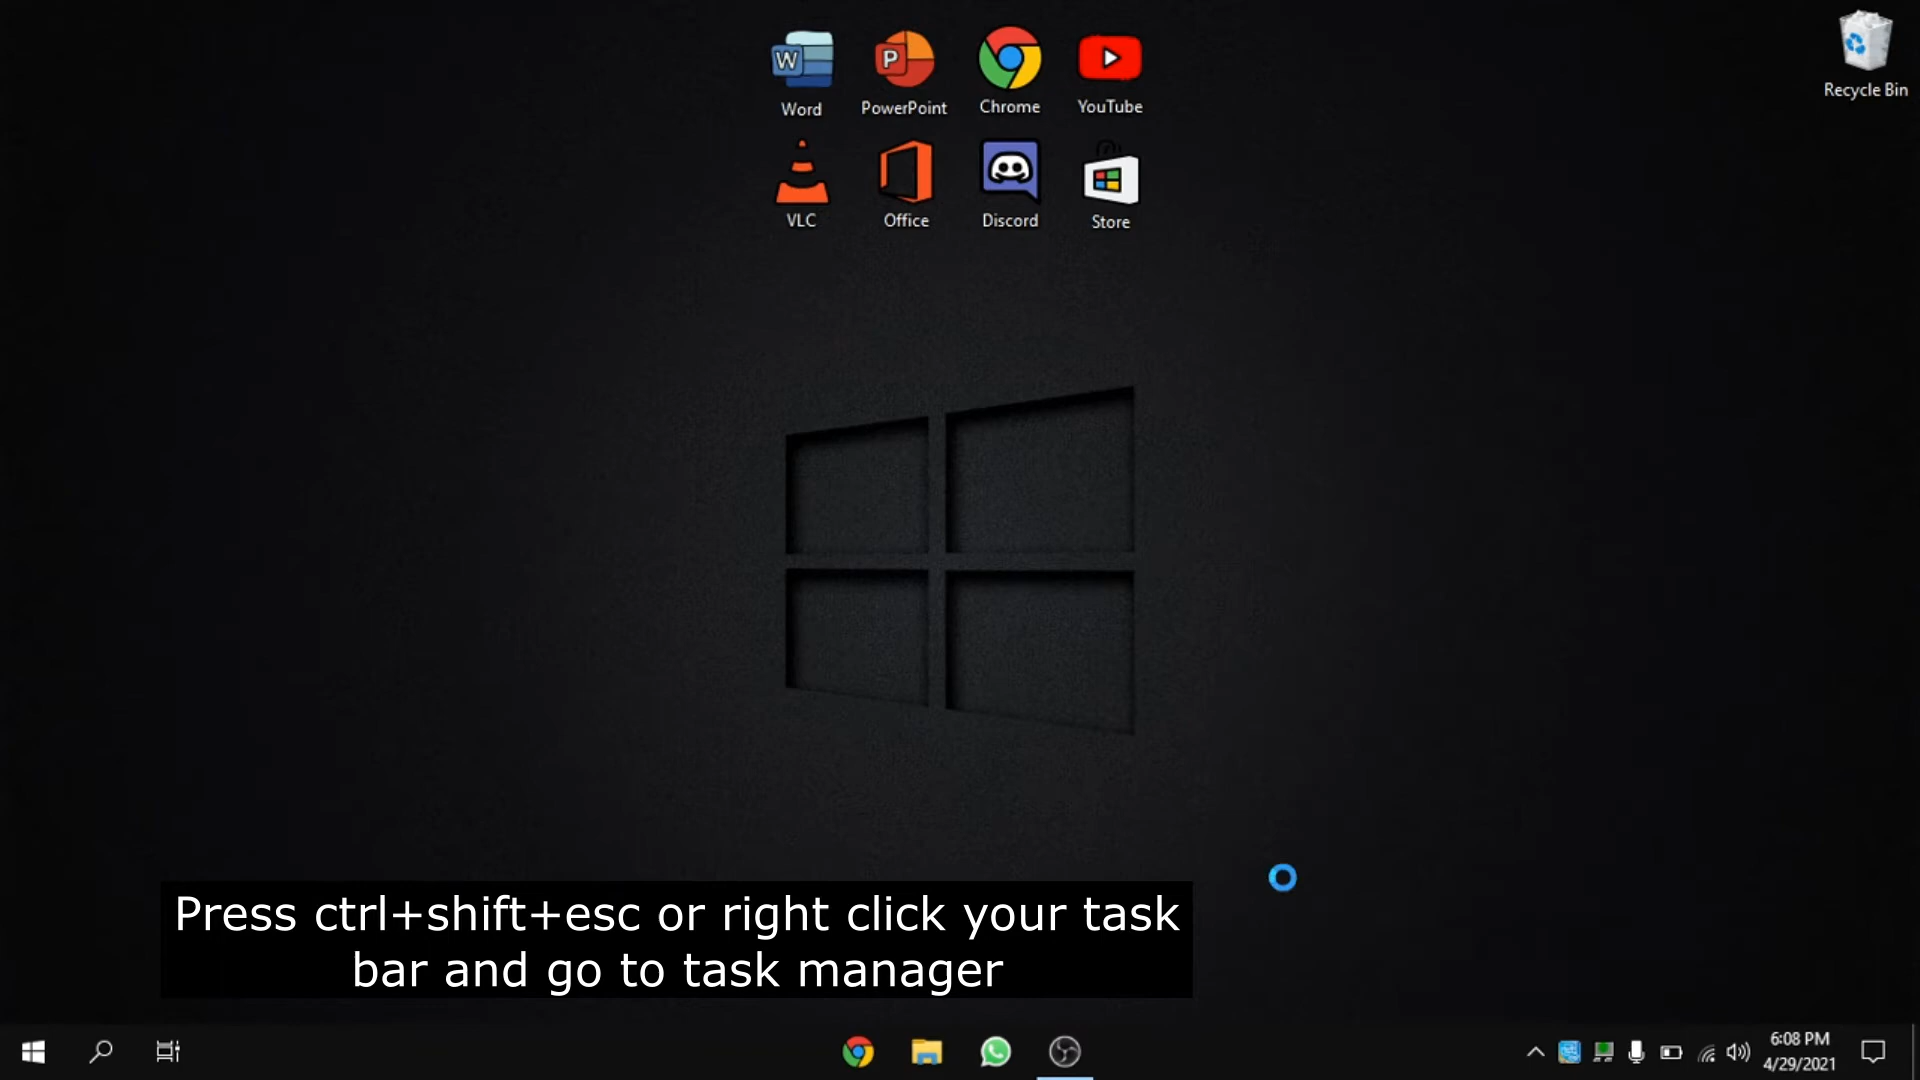 Word
PowerPoint
Chrome
YouTube
Recycle Bin
VLC
Office
Discord
Store
Press ctrl+shift+esc or right click your task
bar and go to task manager
6:08 PM
4/29/2021